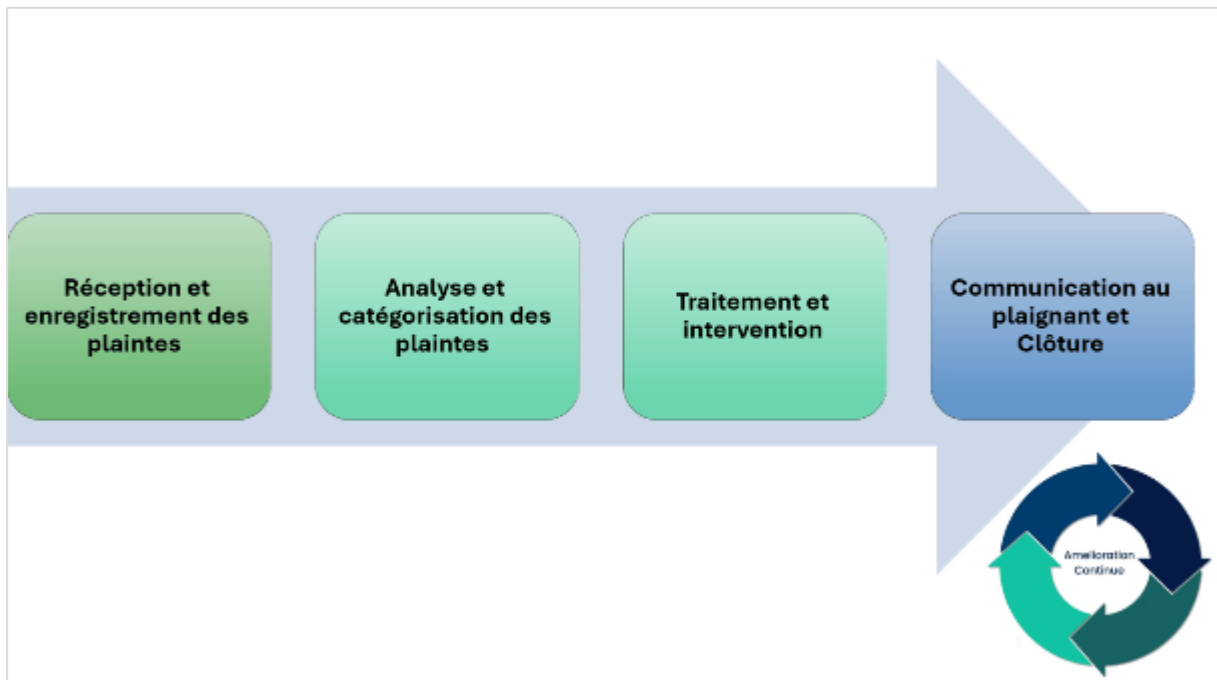 Réception et
enregistrement des
plaintes
Analyse et
catégorisation des
plaintes
Traitement et
intervention
Communication au
plaignant et
Clôture
Amelioration
Continue